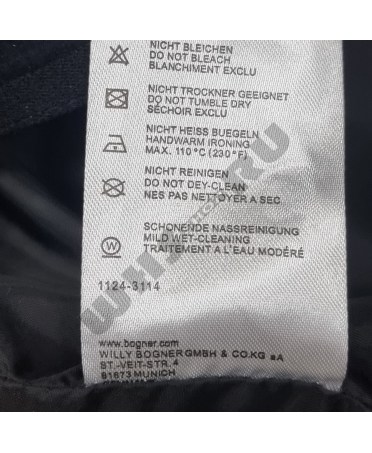 NICHT BLEICHEN
DO NOT BLEACH
BLANCHIMENT EXCLU
NICHT TROCKNER GEEIGNET
DO NOT TUMBLE DRY
SÉCHOIR EXCLU
NICHT HEISS BUEGELN
HANDWARM IRONING
MAX. 110°C (230°F)
NICHT REINIGEN
DO NOT DEY-CLEAN
NES PAS NETTOYER A SEC
SCHONENDE NASSREINIGUNG
MILD WET-CLEANING
TRAITEMENT A L'EAU MODÉRÉ
W
1124-3114
www.bogner.com
WILLY BOGNER GMBH & CO.KG aA
ST.-VEIT-STR. 4
81673 MUNICH